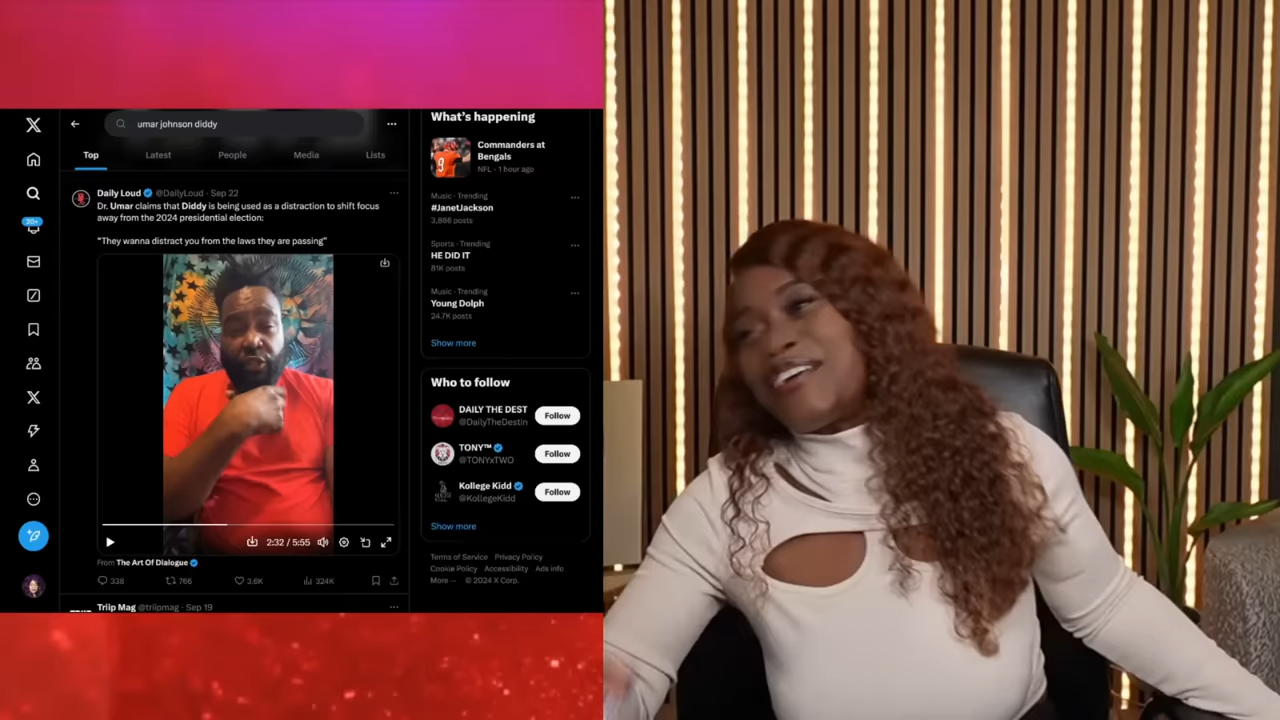 umar johnson diddy
Top
Latest
People
Media
Lists
20+
Daily Loud @DailyLoud · Sep 22
Dr. Umar claims that Diddy is being used as a distraction to shift focus
away from the 2024 presidential election:
"They wanna distract you from the laws they are passing"
2:32 / 5:55
From The Art Of Dialogue
338
766
3.6K
324K
Triip Mag @triipmag · Sep 19
What's happening
Commanders at
Bengals
NFL · 1 hour ago
9
Music · Trending
#JanetJackson
3,866 posts
Sports · Trending
HE DID IT
81K posts
Music · Trending
Young Dolph
24.7K posts
Show more
Who to follow
DAILY THE DEST
@DailyTheDestin
Follow
TONY™
@TONYxTWO
Follow
Kollege Kidd
@KollegeKidd
Follow
Show more
Terms of Service Privacy Policy
Cookie Policy Accessibility Ads info
More ··· © 2024 X Corp.